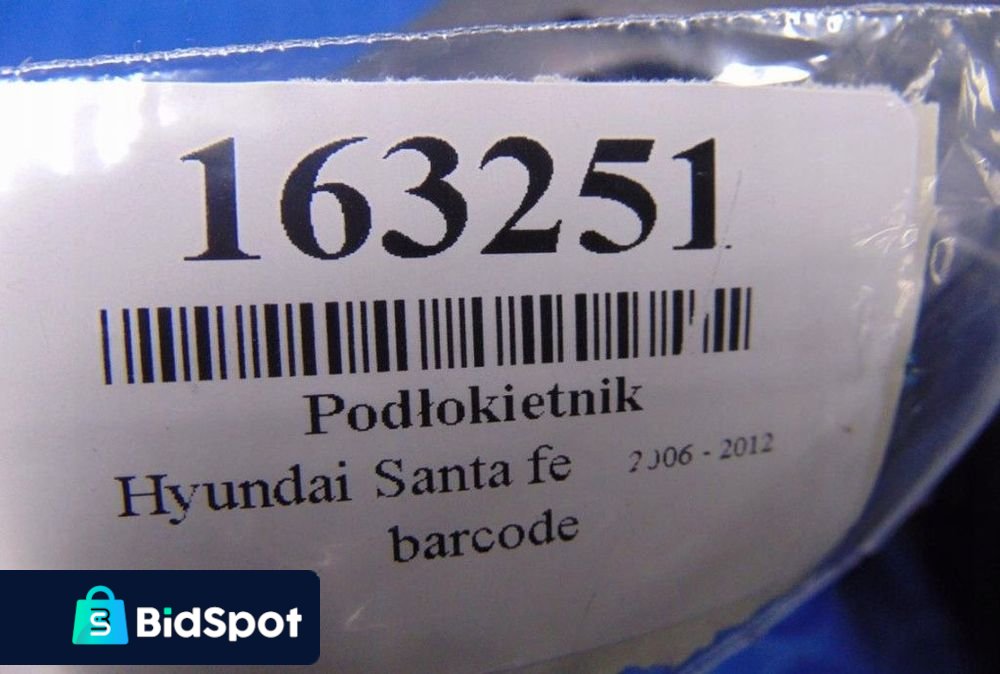 163251
Podłokietnik
Hyundai Santa fe 2006 - 2012
barcode
BidSpot